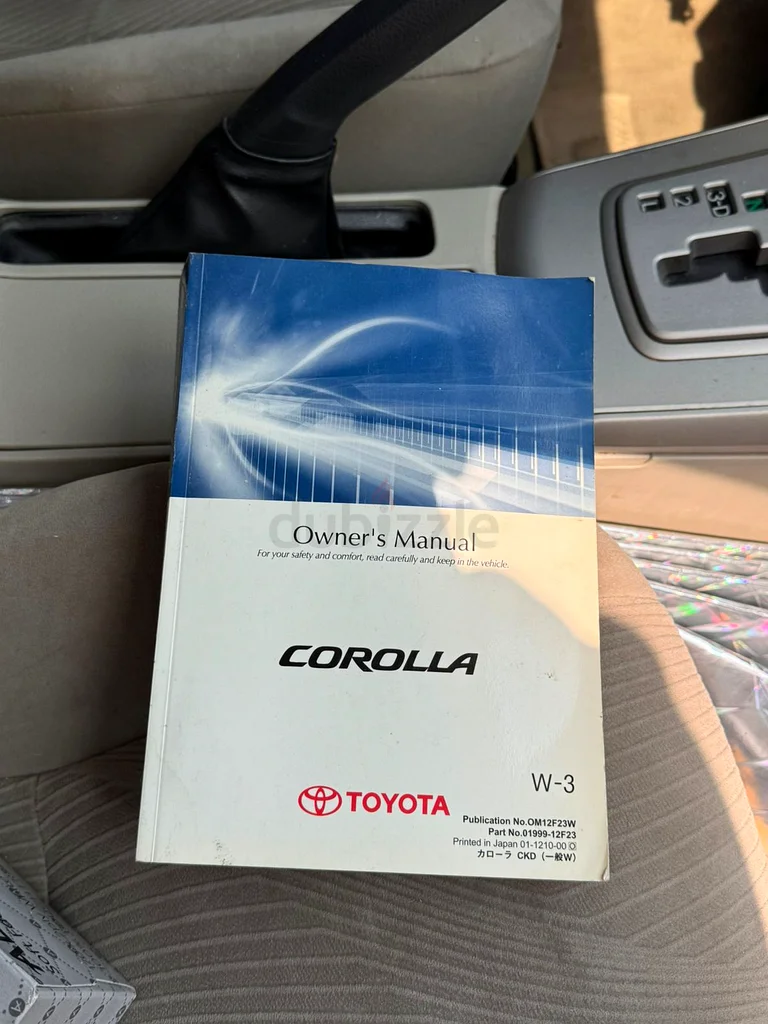 L 2 3-D N
dubizzle
Owner's Manual
For your safety and comfort, read carefully and keep in the vehicle.
COROLLA
W-3
TOYOTA
Publication No.OM12F23W
Part No.01999-12F23
Printed in Japan 01-1210-00
カローラ CKD（一般W）